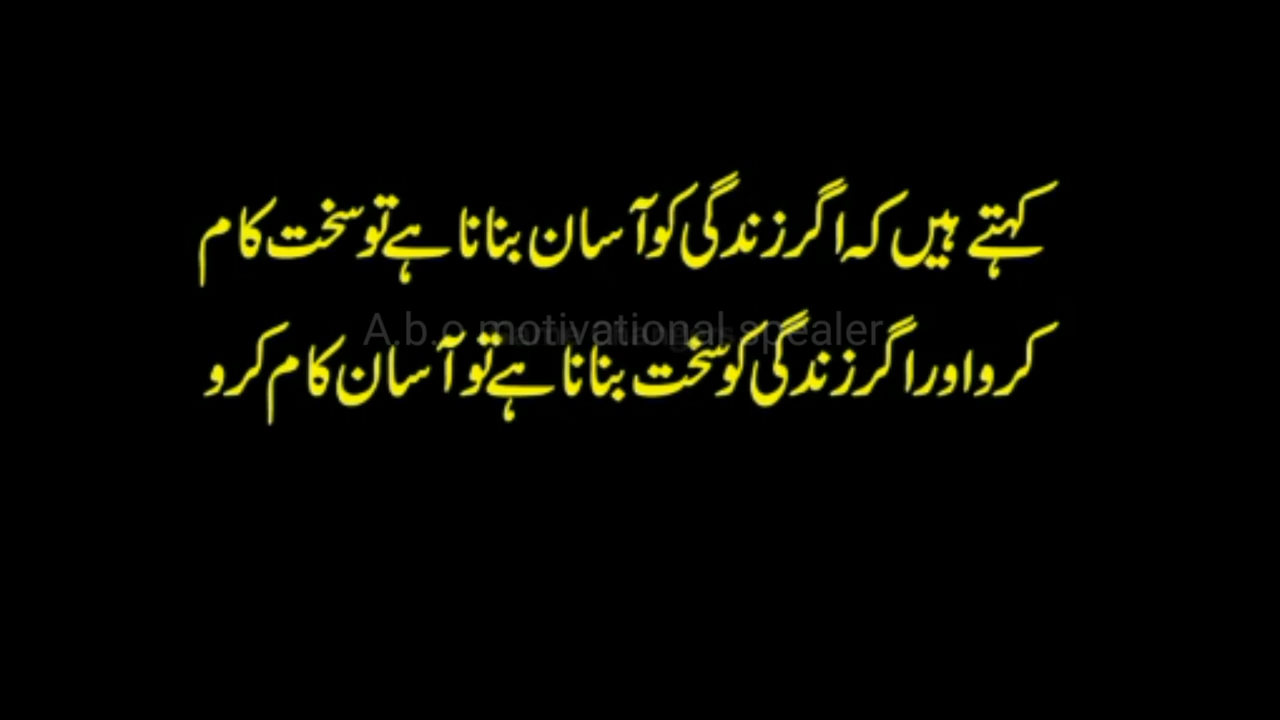 کہتے ہیں کہ اگر زندگی کو آسان بنانا ہے تو سخت کام
A.b.o motivational spealer
کرو اور اگر زندگی کو سخت بنانا ہے تو آسان کام کرو